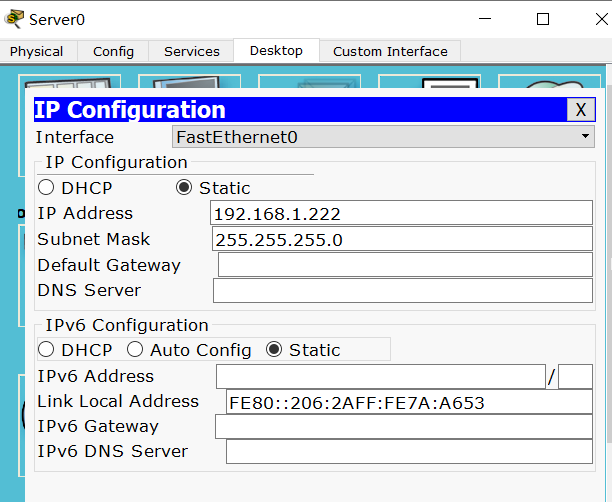 Server0
Physical Config Services Desktop Custom Interface
IP Configuration X
Interface FastEthernet0
IP Configuration
DHCP Static
IP Address 192.168.1.222
Subnet Mask 255.255.255.0
Default Gateway
DNS Server
IPv6 Configuration
DHCP Auto Config Static
IPv6 Address /
Link Local Address FE80::206:2AFF:FE7A:A653
IPv6 Gateway
IPv6 DNS Server